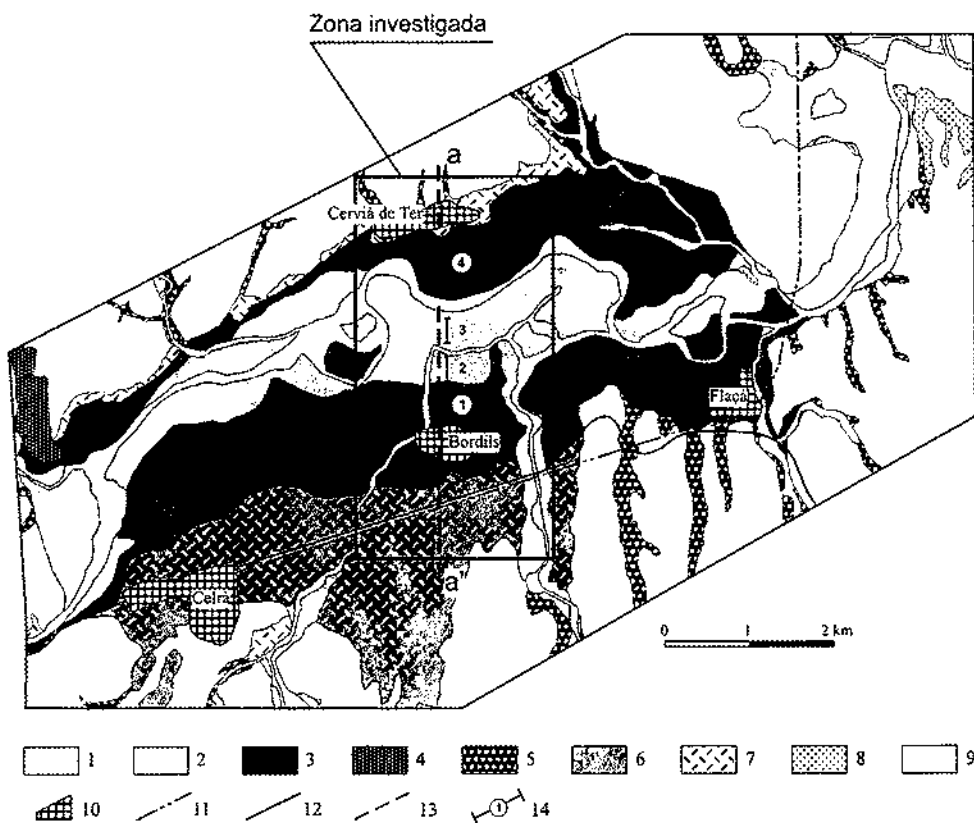 Zona investigada
a
Cervià de Ter
4
3
2
1
Flaçà
Bordils
a'
Celrà
0 1 2 km
1 2 3 4 5 6 7 8 9
10 11 12 13 1 14